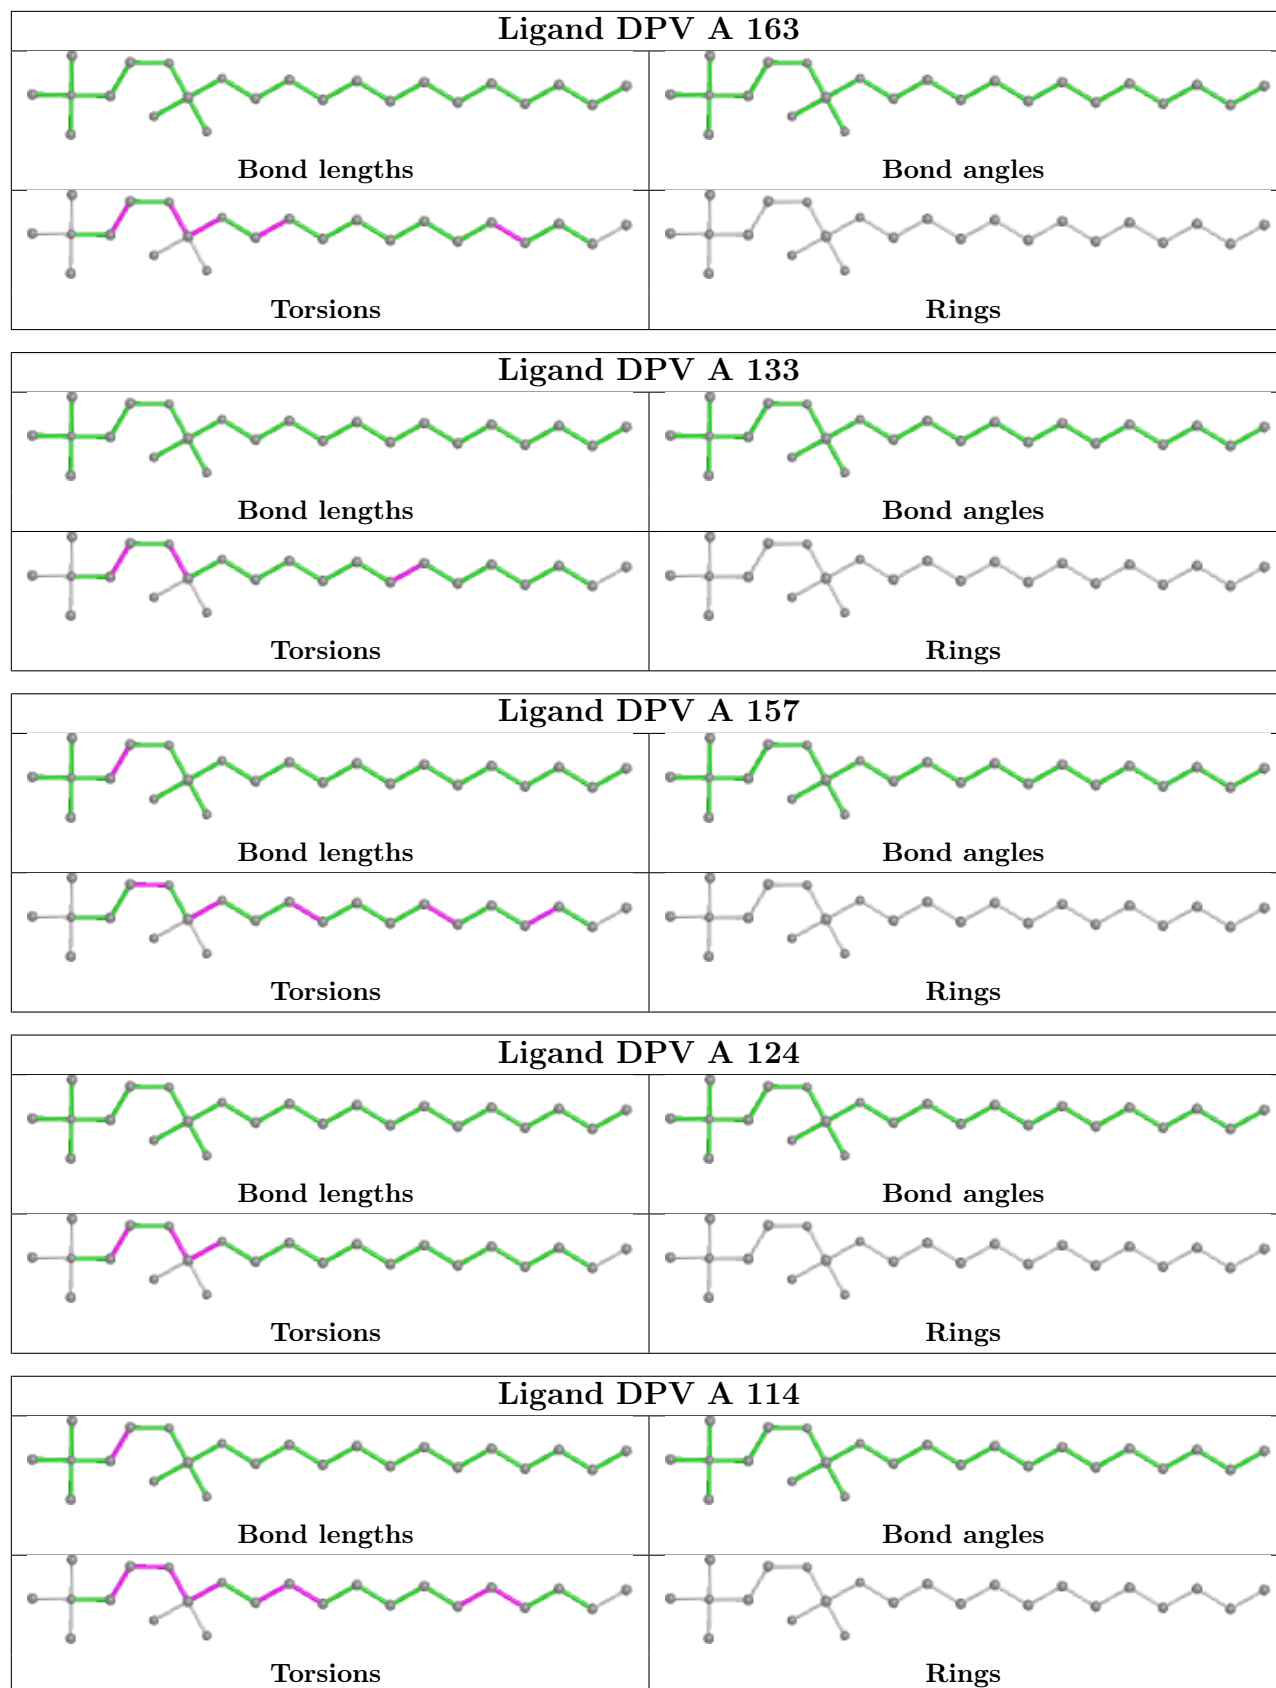 Ligand DPV A 163
Bond lengths
Bond angles
Torsions
Rings
Ligand DPV A 133
Bond lengths
Bond angles
Torsions
Rings
Ligand DPV A 157
Bond lengths
Bond angles
Torsions
Rings
Ligand DPV A 124
Bond lengths
Bond angles
Torsions
Rings
Ligand DPV A 114
Bond lengths
Bond angles
Torsions
Rings